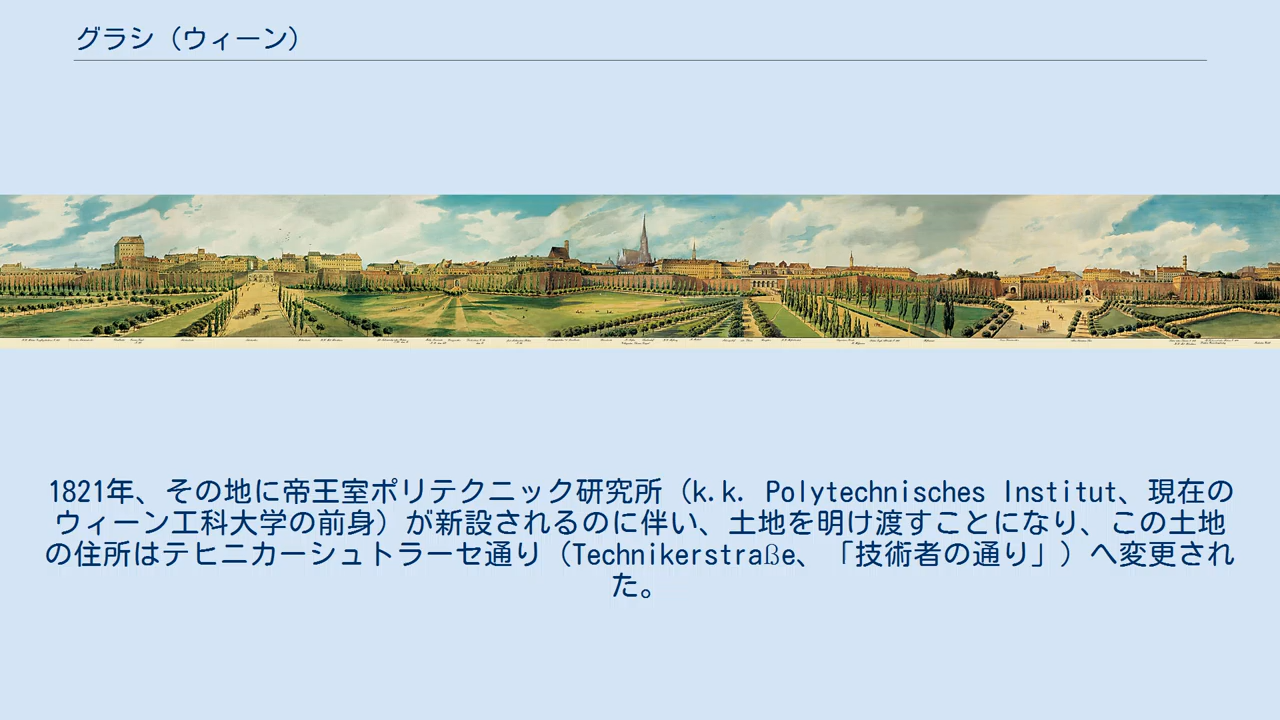 グラシ（ウィーン）
1821年、その地に帝王室ポリテクニック研究所（k.k. Polytechnisches Institut、現在の
ウィーン工科大学の前身）が新設されるのに伴い、土地を明け渡すことになり、この土地
の住所はテヒニカーシュトラーセ通り（Technikerstraße、「技術者の通り」）へ変更され
た。